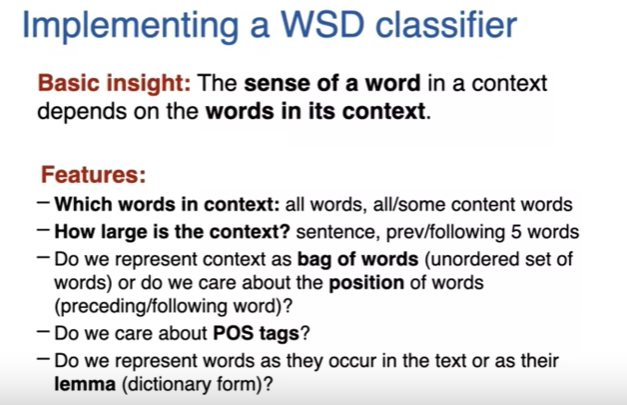 Implementing a WSD classifier
Basic insight: The sense of a word in a context
depends on the words in its context.
Features:
– Which words in context: all words, all/some content words
– How large is the context? sentence, prev/following 5 words
– Do we represent context as bag of words (unordered set of
words) or do we care about the position of words
(preceding/following word)?
– Do we care about POS tags?
– Do we represent words as they occur in the text or as their
lemma (dictionary form)?